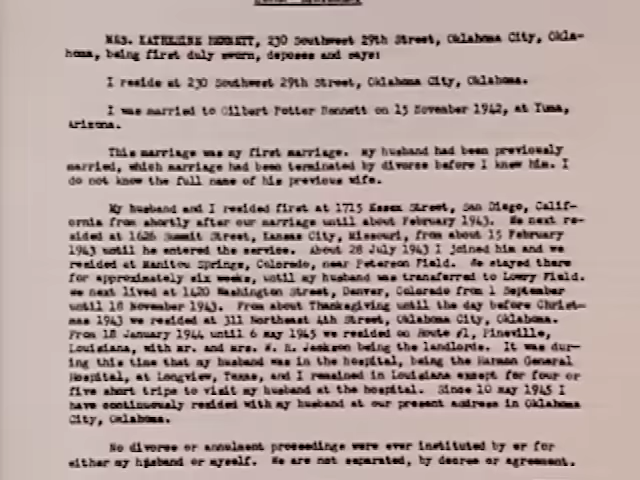 MRS. KATHERINE BENNETT, 230 Southwest 29th Street, Oklahoma City, Okla-
homa, being first duly sworn, deposes and says:
I reside at 230 Southwest 29th Street, Oklahoma City, Oklahoma.
I was married to Gilbert Potter Bennett on 15 November 1942, at Yuma,
Arizona.
This marriage was my first marriage. My husband had been previously
married, which marriage had been terminated by divorce before I knew him. I
do not know the full name of his previous wife.
My husband and I resided first at 1715 Essex Street, San Diego, Calif-
ornia from shortly after our marriage until about February 1943. We next re-
sided at 1626 Summit Street, Kansas City, Missouri, from about 15 February
1943 until he entered the service. About 28 July 1943 I joined him and we
resided at Manitou Springs, Colorado, near Peterson Field. We stayed there
for approximately six weeks, until my husband was transferred to Lowry Field.
We next lived at 1420 Washington Street, Denver, Colorado from 1 September
until 18 November 1943. From about Thanksgiving until the day before Christ-
mas 1943 we resided at 311 Northeast 4th Street, Oklahoma City, Oklahoma.
From 18 January 1944 until 6 May 1945 we resided on Route #1, Pineville,
Louisiana, with Mr. and Mrs. W. R. Jackson being the landlords. It was dur-
ing this time that my husband was in the hospital, being the Harmon General
Hospital, at Longview, Texas, and I remained in Louisiana except for four or
five short trips to visit my husband at the hospital. Since 10 May 1945 I
have continuously resided with my husband at our present address in Oklahoma
City, Oklahoma.
No divorce or annulment proceedings were ever instituted by or for
either my husband or myself. We are not separated, by decree or agreement.